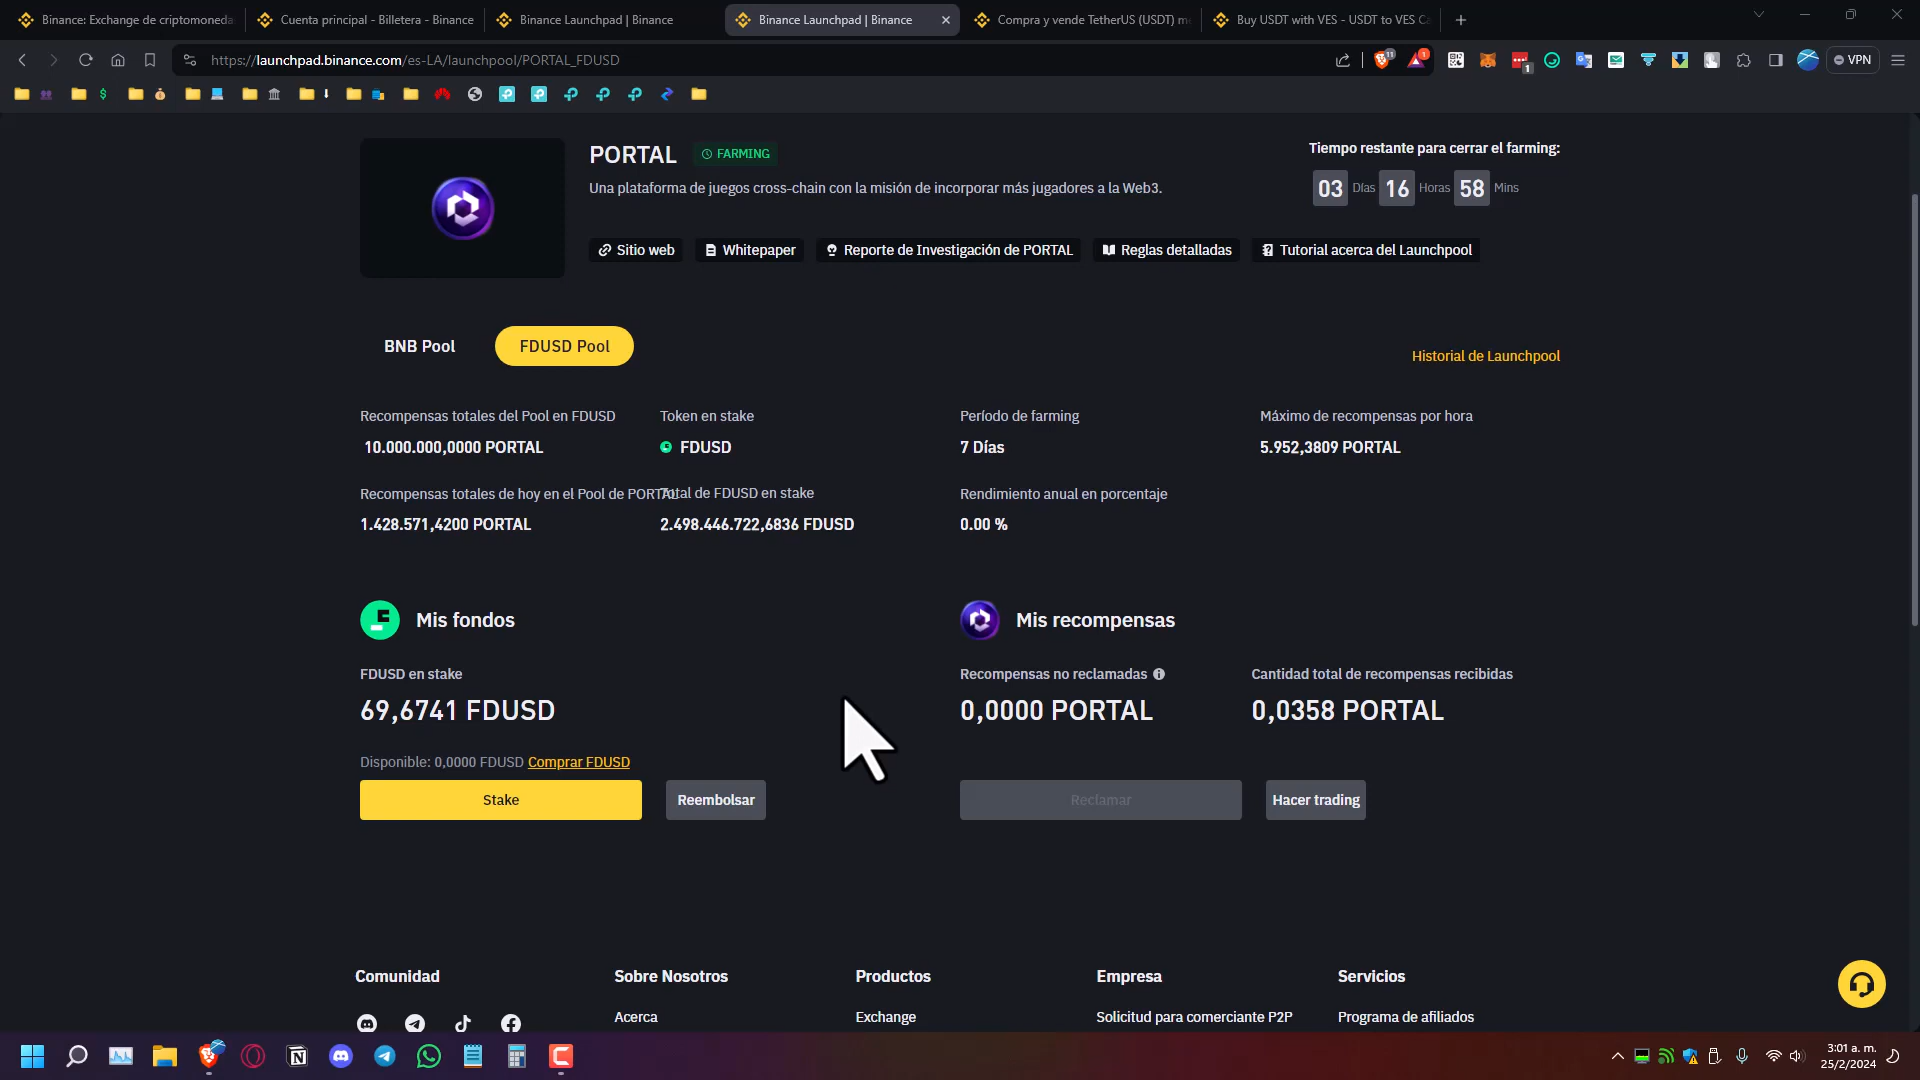 Binance: Exchange de criptomoneda
Cuenta principal - Billetera - Binance
Binance Launchpad | Binance
Binance Launchpad | Binance
Compra y vende TetherUS (USDT) m
Buy USDT with VES - USDT to VES C
https://launchpad.binance.com/es-LA/launchpool/PORTAL_FDUSD
11
1
1
VPN
PORTAL
FARMING
Una plataforma de juegos cross-chain con la misión de incorporar más jugadores a la Web3.
Tiempo restante para cerrar el farming:
03 Días 16 Horas 58 Mins
Sitio web
Whitepaper
Reporte de Investigación de PORTAL
Reglas detalladas
Tutorial acerca del Launchpool
BNB Pool
FDUSD Pool
Historial de Launchpool
Recompensas totales del Pool en FDUSD
10.000.000,0000 PORTAL
Token en stake
FDUSD
Período de farming
7 Días
Máximo de recompensas por hora
5.952,3809 PORTAL
Recompensas totales de hoy en el Pool de PORTAL
1.428.571,4200 PORTAL
Total de FDUSD en stake
2.498.446.722,6836 FDUSD
Rendimiento anual en porcentaje
0.00 %
Mis fondos
FDUSD en stake
69,6741 FDUSD
Disponible: 0,0000 FDUSD Comprar FDUSD
Stake
Reembolsar
Mis recompensas
Recompensas no reclamadas
0,0000 PORTAL
Cantidad total de recompensas recibidas
0,0358 PORTAL
Reclamar
Hacer trading
Comunidad
Sobre Nosotros
Acerca
Productos
Exchange
Empresa
Solicitud para comerciante P2P
Servicios
Programa de afiliados
3:01 a. m.
25/2/2024